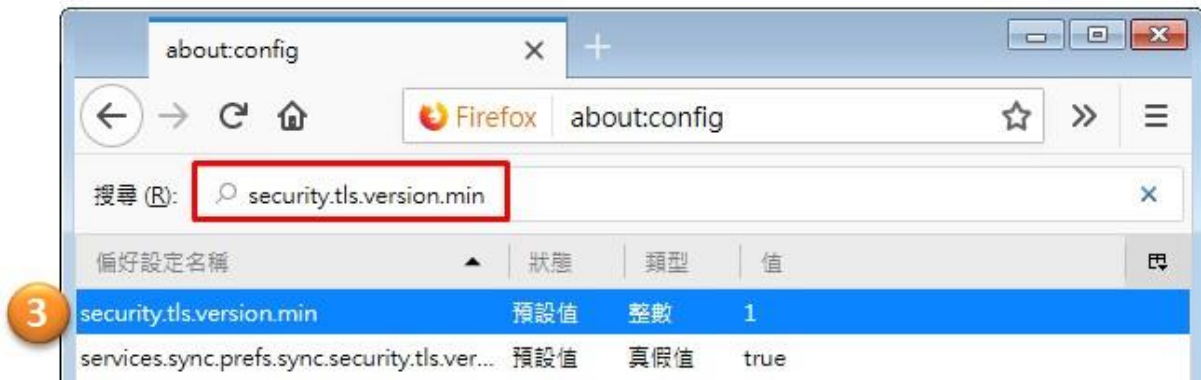 about:config
Firefox about:config
搜尋 (R): security.tls.version.min
偏好設定名稱 狀態 類型 值
3 security.tls.version.min 預設值 整數 1
services.sync.prefs.sync.security.tls.ver... 預設值 真假值 true